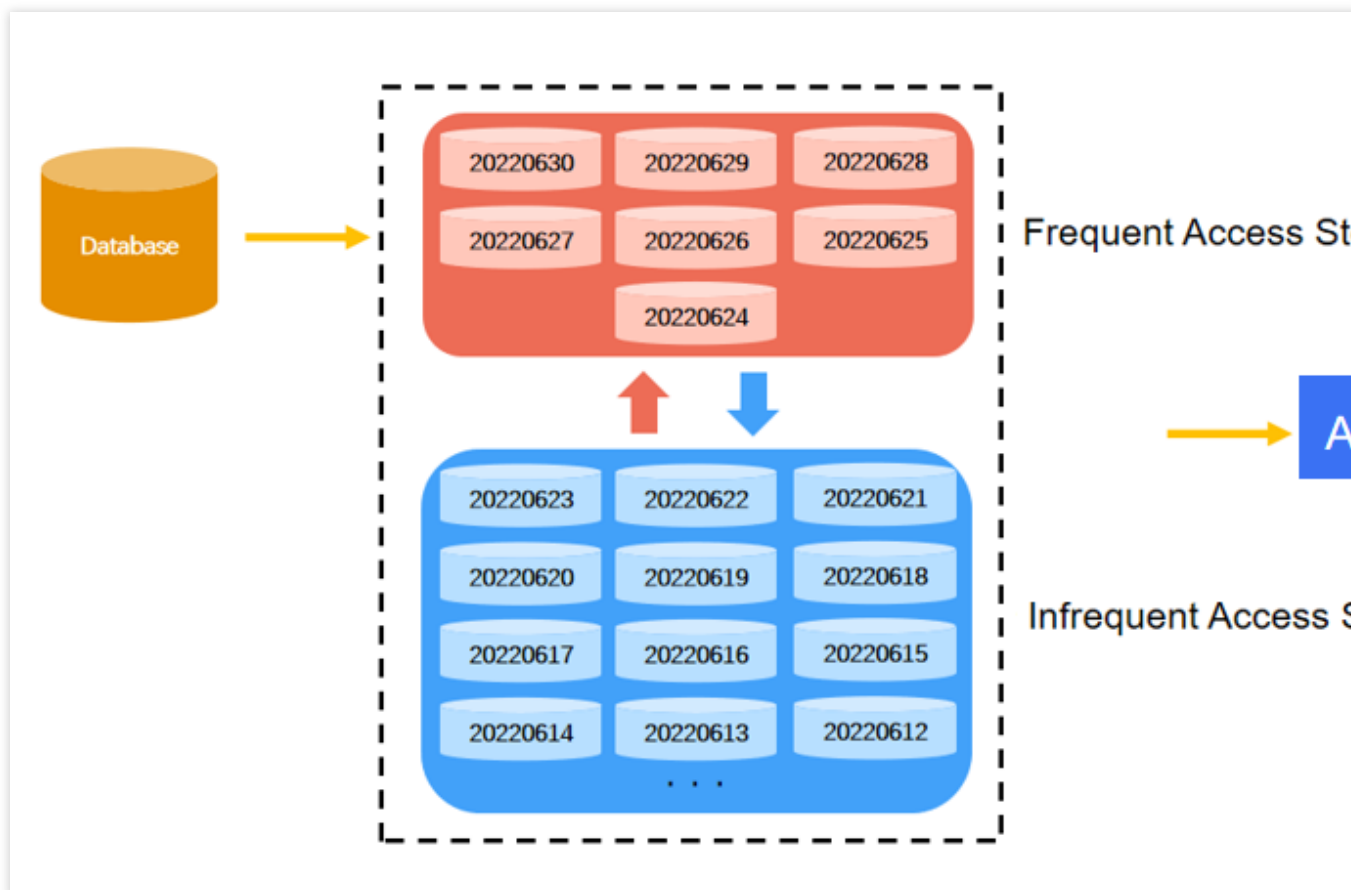 20220630 20220629 20220628
Database
20220627 20220626 20220625
Frequent Access St
20220624
A
20220623 20220622 20220621
20220620 20220619 20220618
Infrequent Access S
20220617 20220616 20220615
20220614 20220613 20220612
. . .